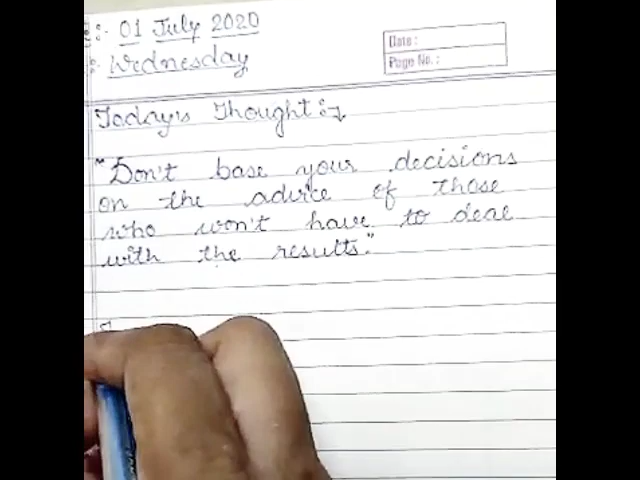 :- 01 July 2020
:- Wednesday
Date :
Page No. :
Today's Thought :-
"Don't base your decisions
on the advice of those
who won't have to deal
with the results."